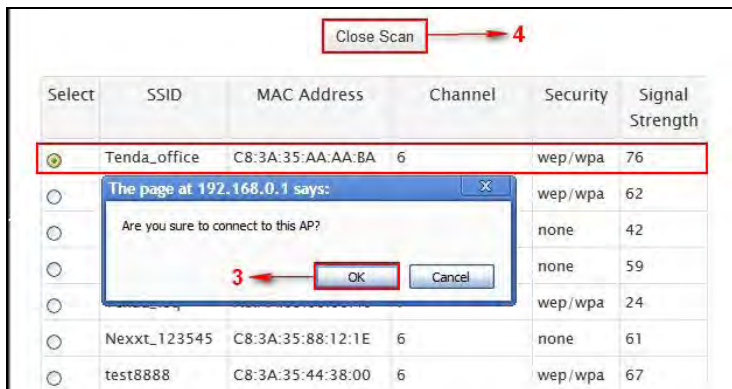 Close Scan 4
Select SSID MAC Address Channel Security Signal Strength
Tenda_office C8:3A:35:AA:AA:BA 6 wep/wpa 76
The page at 192.168.0.1 says: X
wep/wpa 62
Are you sure to connect to this AP?
none 42
3 OK Cancel
none 59
wep/wpa 24
Nexxt_123545 C8:3A:35:88:12:1E 6 none 61
test8888 C8:3A:35:44:38:00 6 wep/wpa 67